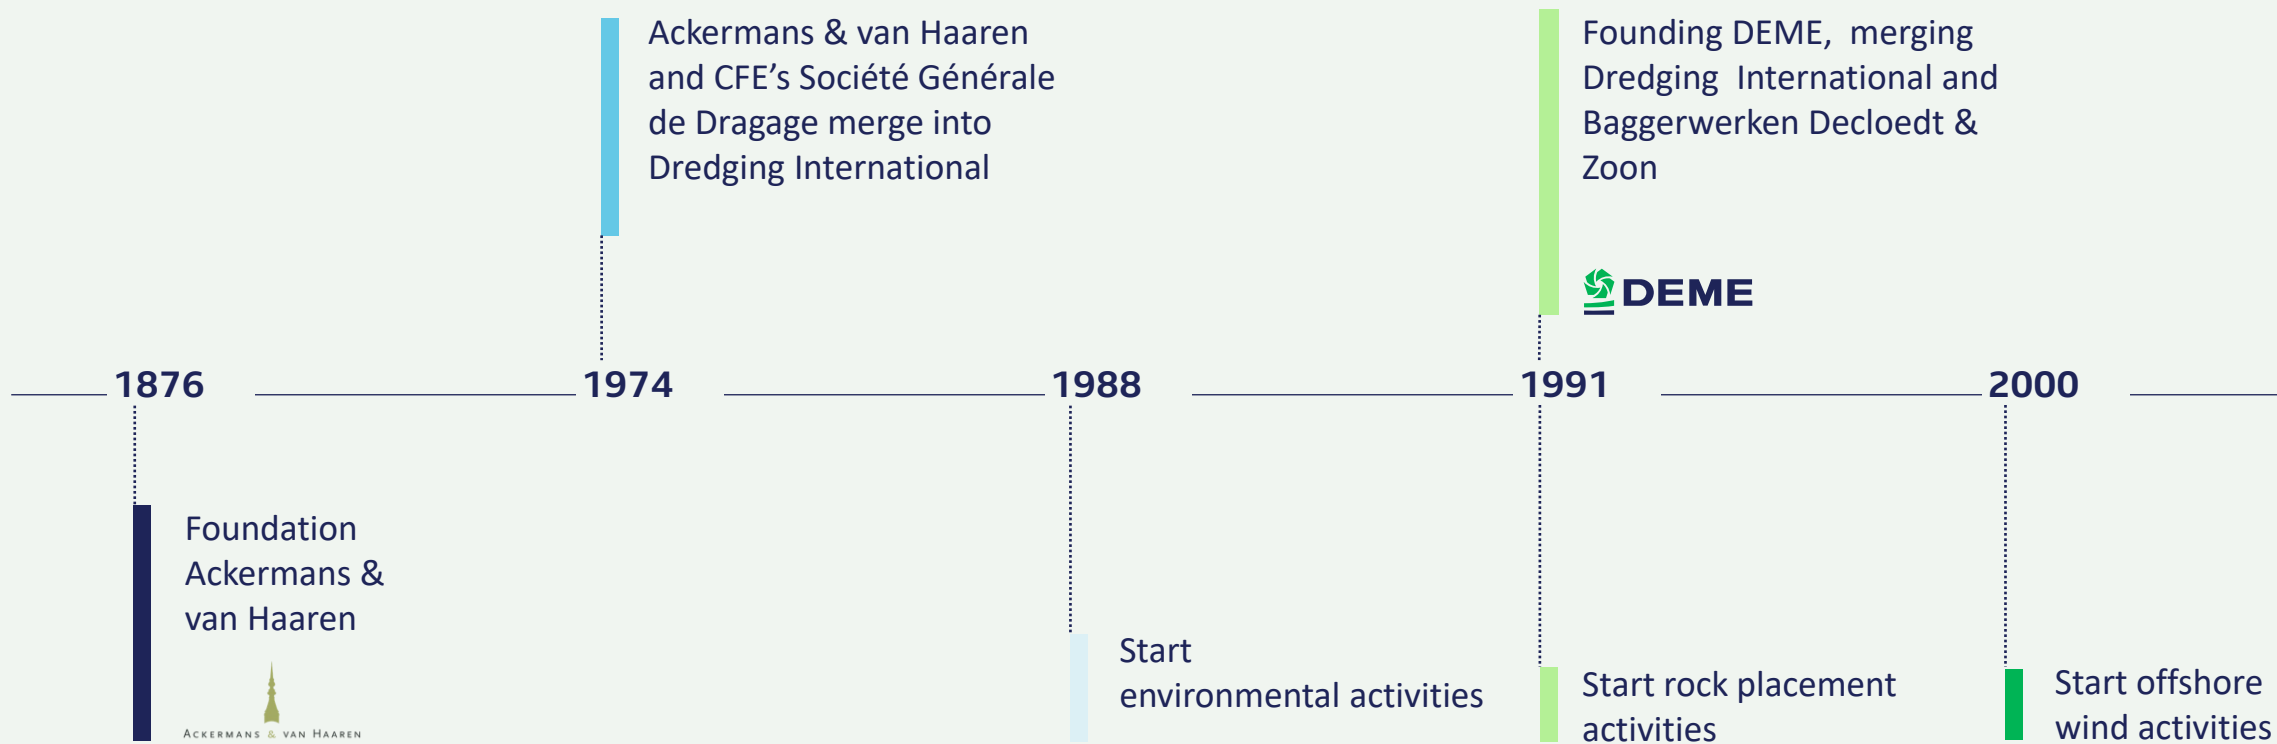 Ackermans & van Haaren
and CFE’s Société Générale
de Dragage merge into
Dredging International
Founding DEME, merging
Dredging International and
Baggerwerken Decloedt &
Zoon
DEME
1876
1974
1988
1991
2000
Foundation
Ackermans &
van Haaren
ACKERMANS & VAN HAAREN
Start
environmental activities
Start rock placement
activities
Start offshore
wind activities